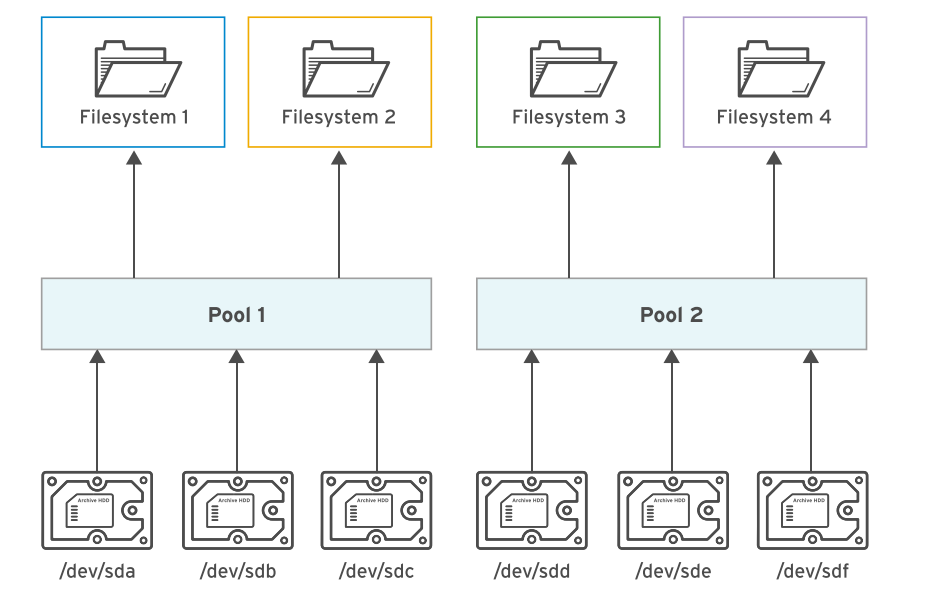 Filesystem 1
Filesystem 2
Filesystem 3
Filesystem 4
Pool 1
Pool 2
Archive HDD
Archive HDD
Archive HDD
Archive HDD
Archive HDD
Archive HDD
/dev/sda
/dev/sdb
/dev/sdc
/dev/sdd
/dev/sde
/dev/sdf